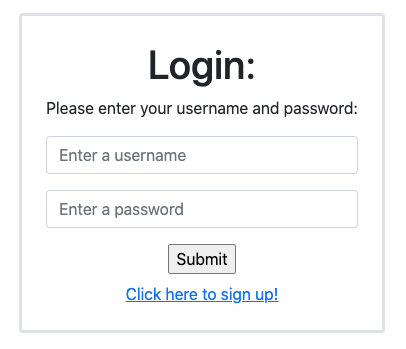 Login:
Please enter your username and password:
Enter a username
Enter a password
Submit
Click here to sign up!